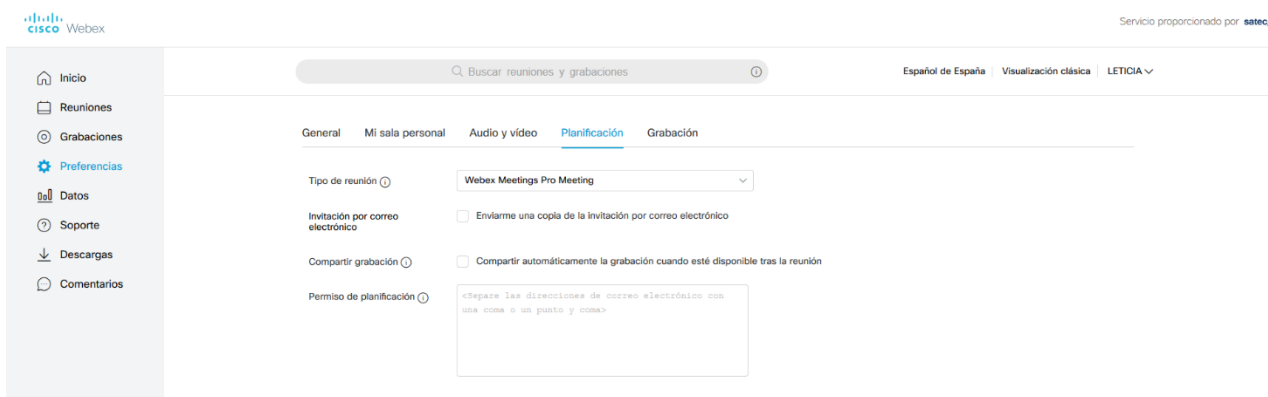 CISCO Webex
Servicio proporcionado por satec
Inicio
Reuniones
Grabaciones
Preferencias
Datos
Soporte
Descargas
Comentarios
Buscar reuniones y grabaciones
Español de España Visualización clásica LETICIA
General Mi sala personal Audio y vídeo Planificación Grabación
Tipo de reunión Webex Meetings Pro Meeting
Invitación por correo
electrónico
Enviarme una copia de la invitación por correo electrónico
Compartir grabación Compartir automáticamente la grabación cuando esté disponible tras la reunión
Permiso de planificación
<Separe las direcciones de correo electrónico con
una coma o un punto y coma>